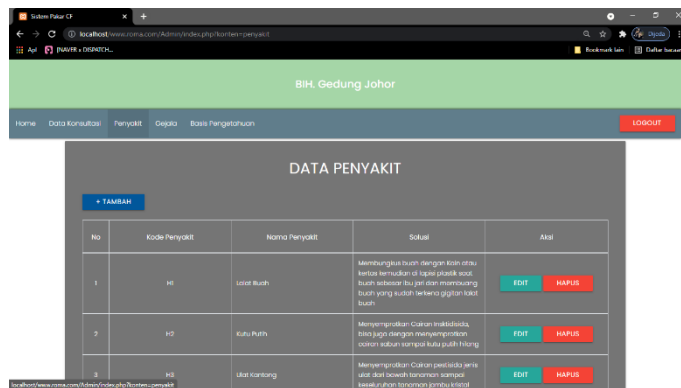 Sistem Pakar CF
localhost/www.roma.com/Admin/index.php?konten=penyakit
Dijeda
Api
Bookmark lain
Daftar bacaan
BIH. Gedung Johor
Home Data Konsultasi Penyakit Gejala Basis Pengetahuan LOGOUT
DATA PENYAKIT
+ TAMBAH
No Kode Penyakit Nama Penyakit Solusi Aksi
Membungkus buah dengan Kain atau
kertas kemudian di lapisi plastik saat
1 H1 Lalat Buah buah sebesar ibu jari dan membuang EDIT HAPUS
buah yang sudah terkena gigitan lalat
buah
Menyemprotkan Cairan Insktidisida,
2 H2 Kutu Putih bisa juga dengan menyemprotkan EDIT HAPUS
cairan sabun sampai kutu putih hilang
Menyemprotkan Cairan pestisida jenis
3 H3 Ulat Kantong ulat dari bawah tanaman sampai EDIT HAPUS
keseluruhan tanaman jambu kristal
localhost/www.roma.com/Admin/index.php?konten=penyakit